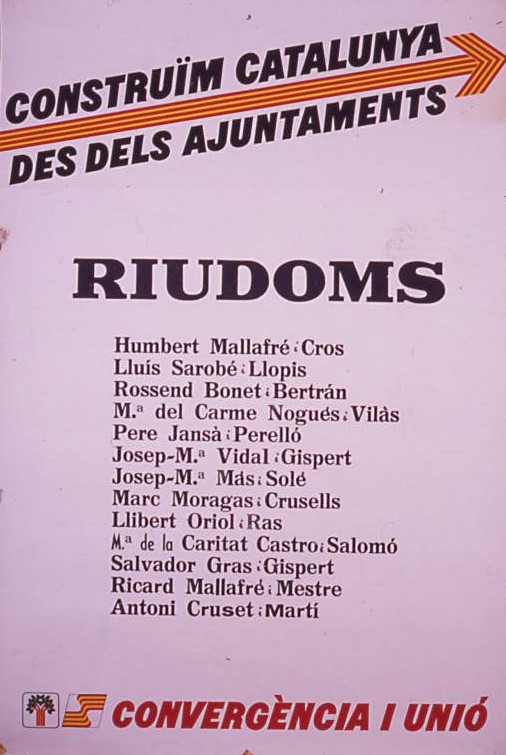 CONSTRUÏM CATALUNYA
DES DELS AJUNTAMENTS
RIUDOMS
Humbert Mallafré i Cros
Lluís Sarobé i Llopis
Rossend Bonet i Bertrán
M.ª del Carme Nogués i Vilàs
Pere Jansà i Perelló
Josep-M.ª Vidal i Gispert
Josep-M.ª Más i Solé
Marc Moragas i Crusells
Llibert Oriol i Ras
M.ª de la Caritat Castro i Salomó
Salvador Gras i Gispert
Ricard Mallafré i Mestre
Antoni Cruset i Martí
CONVERGÈNCIA I UNIÓ